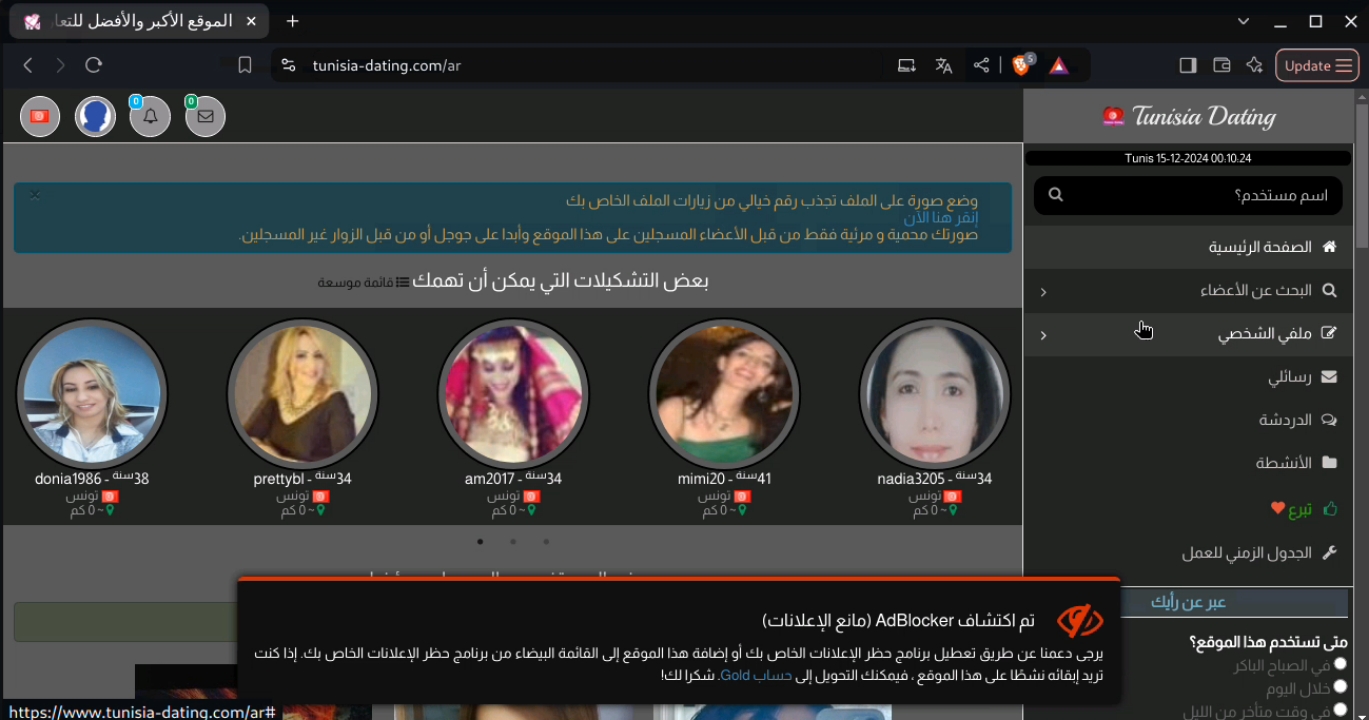 الموقع الأكبر والأفضل للتعا
tunisia-dating.com/ar
5
Update
0
0
Tunisia Dating
Tunis 15-12-2024 00:10:24
اسم مستخدم؟
الصفحة الرئيسية
البحث عن الأعضاء
ملفي الشخصي
رسائلي
الدردشة
الأنشطة
تبرع
الجدول الزمني للعمل
عبر عن رأيك
متى تستخدم هذا الموقع؟
في الصباح الباكر
خلال اليوم
في وقت متأخر من الليل
وضع صورة على الملف تجذب رقم خيالي من زيارات الملف الخاص بك
إنقر هنا الأن
صورتك محمية و مرئية فقط من قبل الأعضاء المسجلين على هذا الموقع وأبدا على جوجل أو من قبل الزوار غير المسجلين.
بعض التشكيلات التي يمكن أن تهمك قائمة موسعة
nadia3205 - 34سنة
تونس
~ 0 كم
mimi20 - 41سنة
تونس
~ 0 كم
am2017 - 34سنة
تونس
~ 0 كم
prettybl - 34سنة
تونس
~ 0 كم
donia1986 - 38سنة
تونس
~ 0 كم
تم اكتشاف AdBlocker (مانع الإعلانات)
يرجى دعمنا عن طريق تعطيل برنامج حظر الإعلانات الخاص بك أو إضافة هذا الموقع إلى القائمة البيضاء من برنامج حظر الإعلانات الخاص بك. إذا كنت
تريد إبقائه نشطًا على هذا الموقع ، فيمكنك التحويل إلى حساب Gold. شكرا لك!
https://www.tunisia-dating.com/ar#